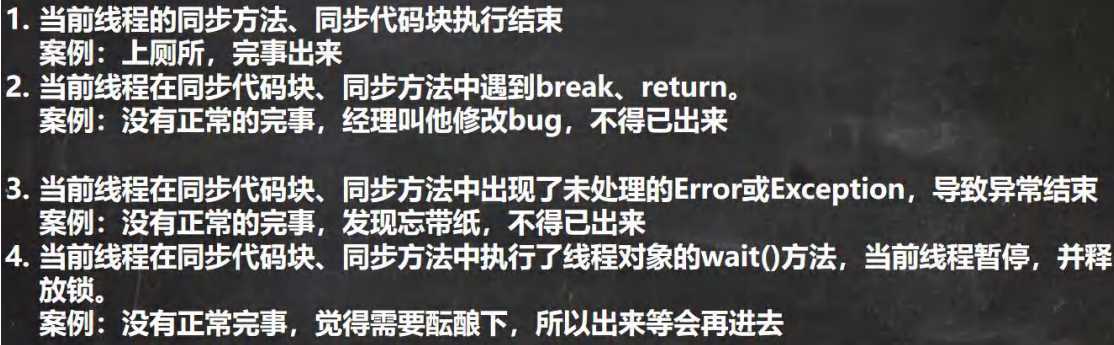 1. 当前线程的同步方法、同步代码块执行结束
案例：上厕所，完事出来
2. 当前线程在同步代码块、同步方法中遇到break、return。
案例：没有正常的完事，经理叫他修改bug，不得已出来
3. 当前线程在同步代码块、同步方法中出现了未处理的Error或Exception，导致异常结束
案例：没有正常的完事，发现忘带纸，不得已出来
4. 当前线程在同步代码块、同步方法中执行了线程对象的wait()方法，当前线程暂停，并释
放锁。
案例：没有正常完事，觉得需要酝酿下，所以出来等会再进去